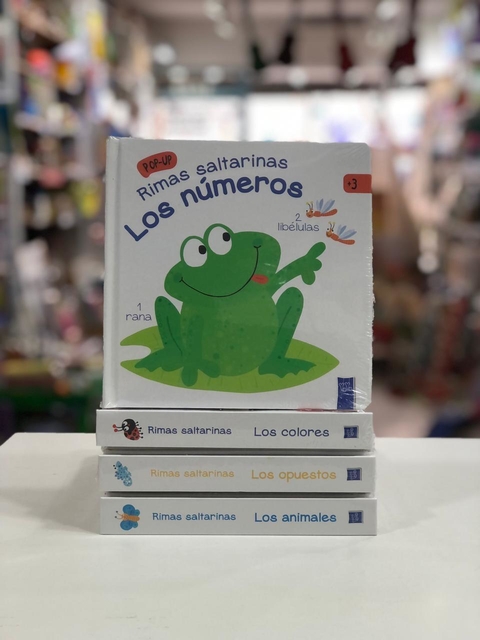 POP-UP
Rimas saltarinas
Los números
+3
2
libélulas
1
rana
Rimas saltarinas Los colores
Rimas saltarinas Los opuestos
Rimas saltarinas Los animales